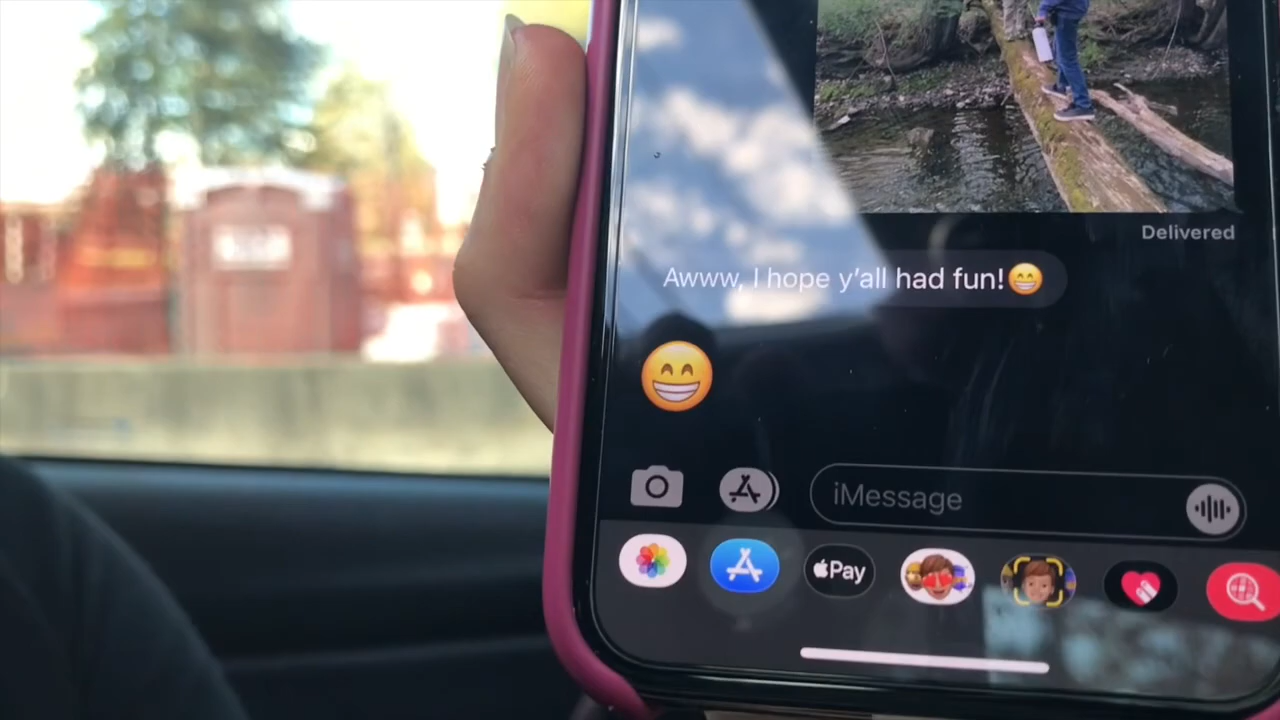 Delivered
Awww, I hope y’all had fun!😁
😁
iMessage
Pay